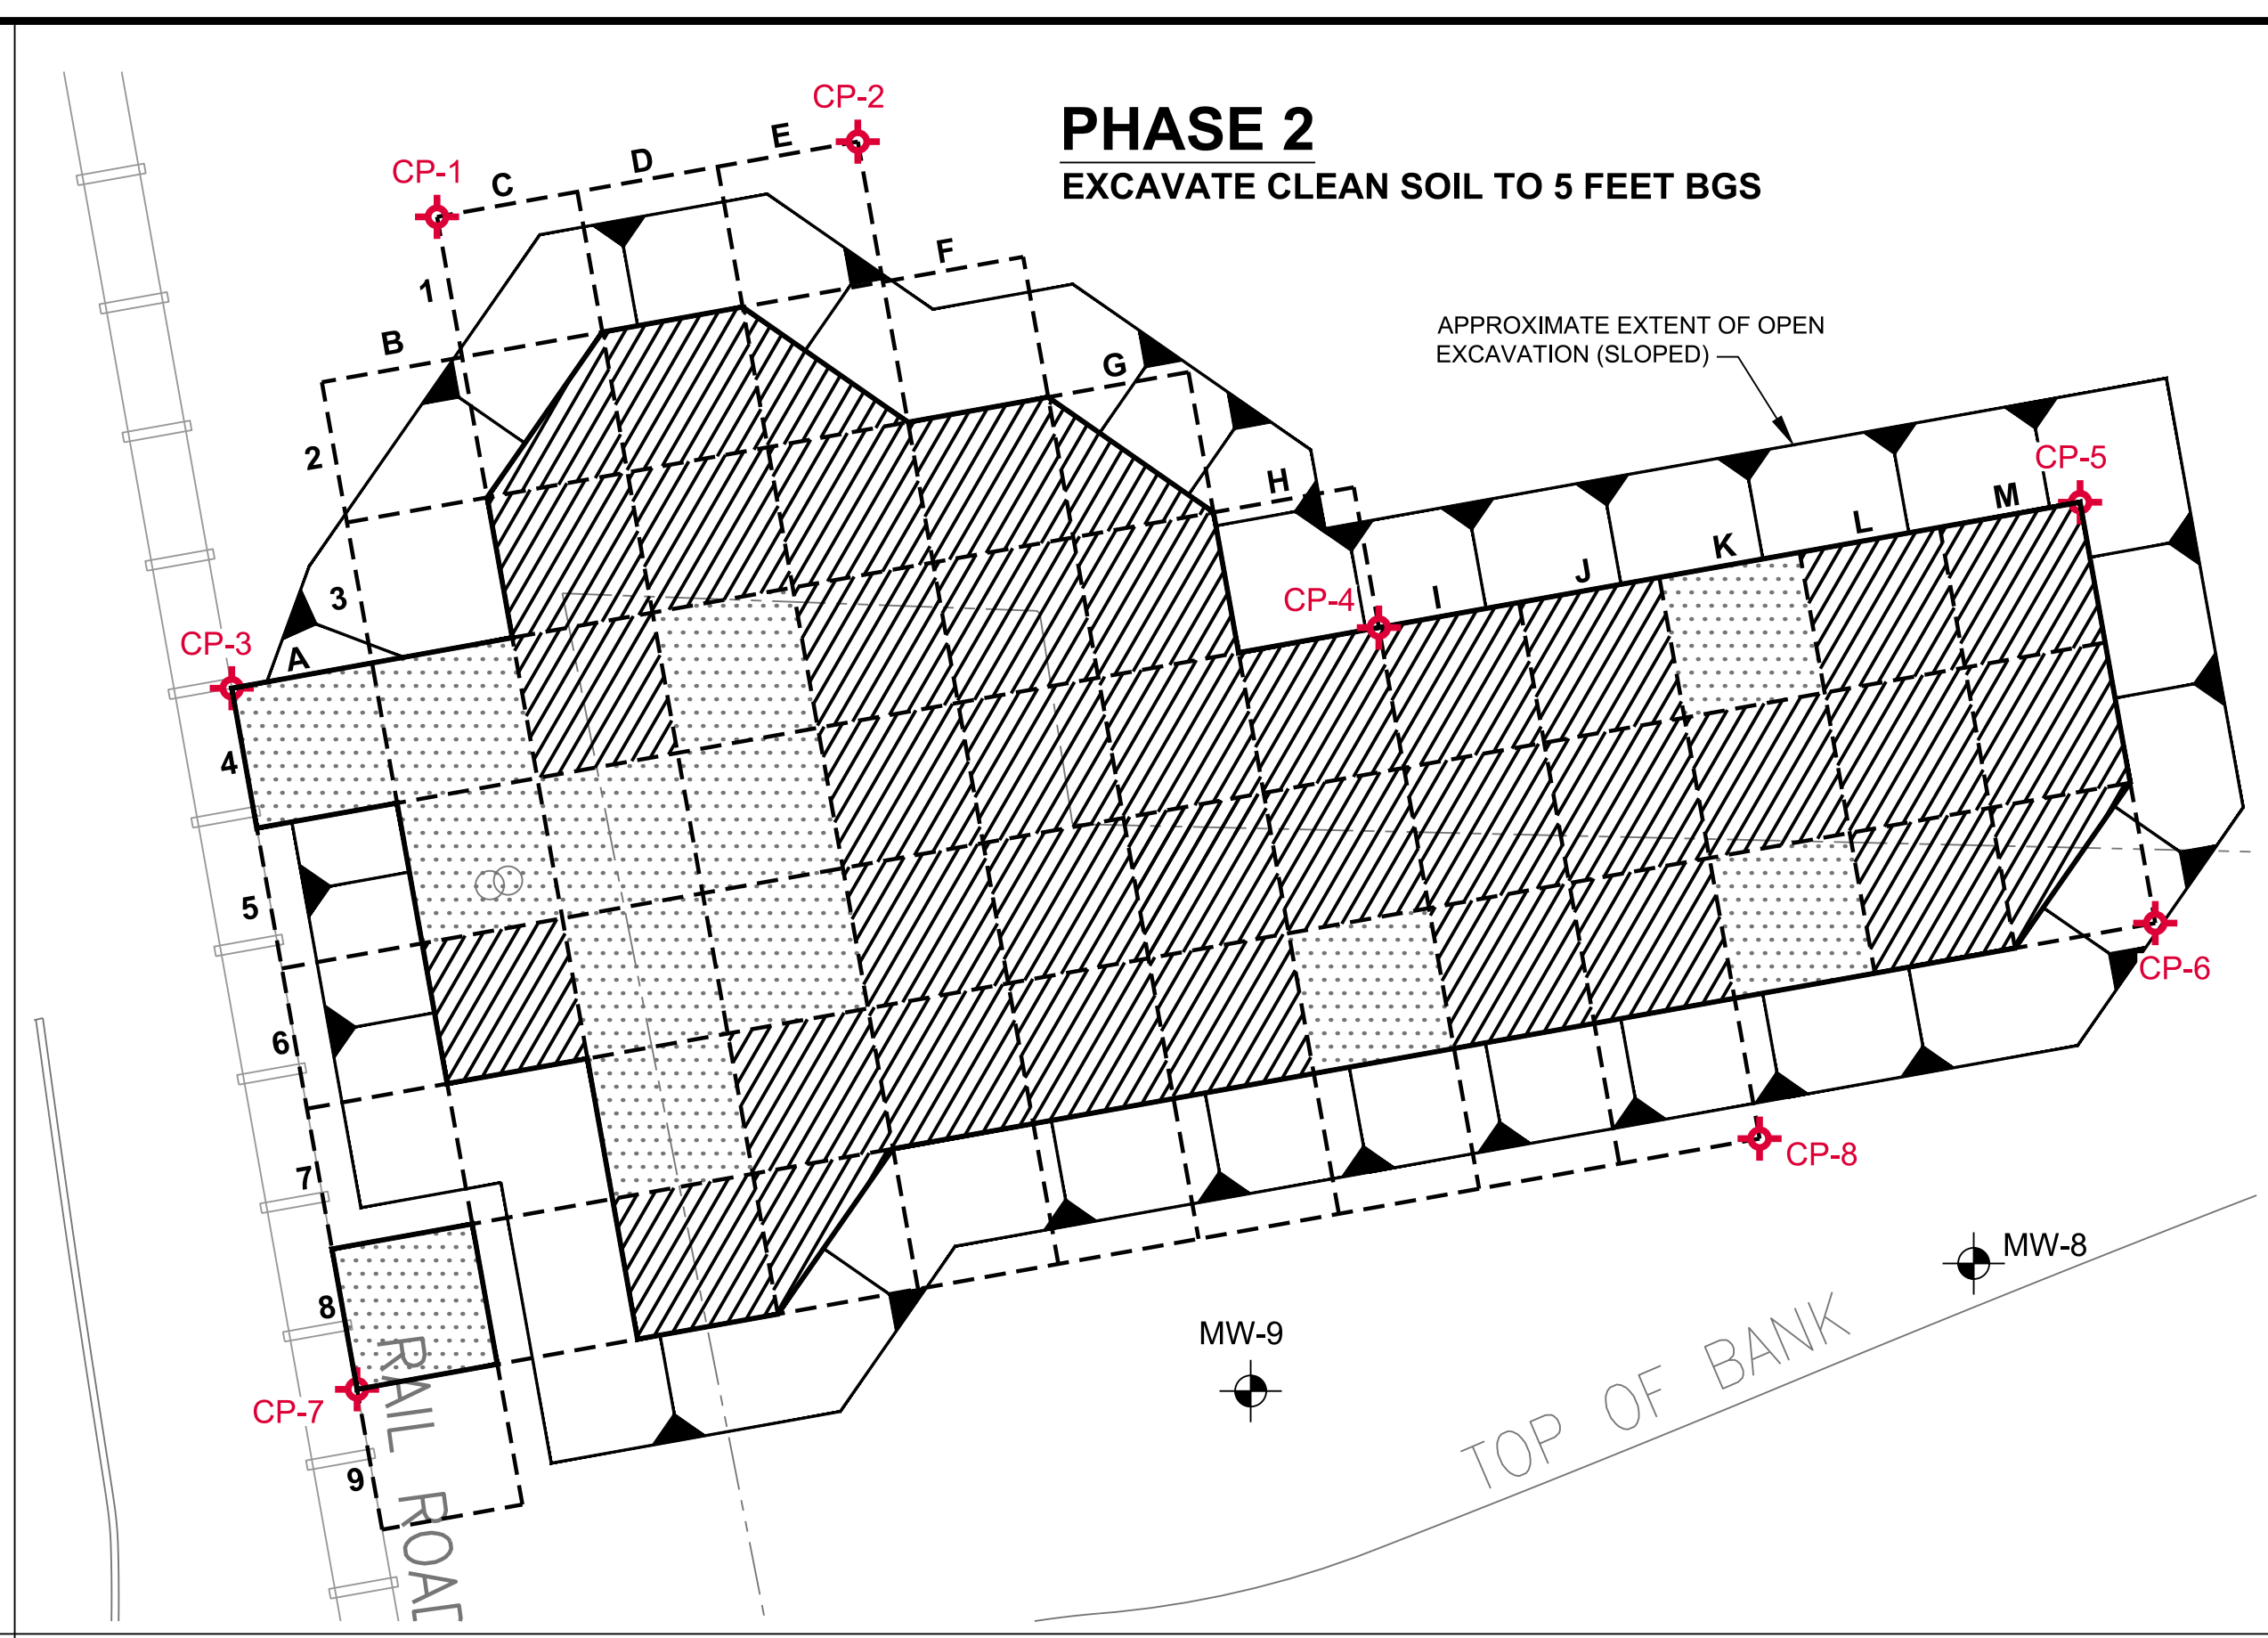 CP-2
PHASE 2
E
D
CP-1
C
EXCAVATE CLEAN SOIL TO 5 FEET BGS
F
1
B
APPROXIMATE EXTENT OF OPEN
EXCAVATION (SLOPED)
G
2
CP-5
H
M
L
K
J
I
3
CP-4
CP-3
A
4
5
CP-6
6
CP-8
7
MW-8
8
MW-9
CP-7
TOP OF BANK
9
RAIL ROAD